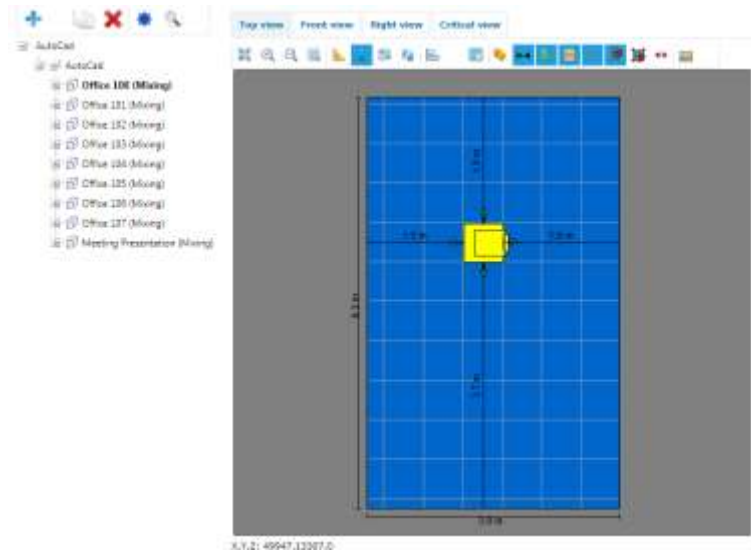 Top view Front view Right view Critical view
AutoCad
AutoCad
Office 100 (Mixing)
Office 101 (Mixing)
Office 102 (Mixing)
Office 103 (Mixing)
Office 104 (Mixing)
Office 105 (Mixing)
Office 106 (Mixing)
Office 107 (Mixing)
Meeting Presentation (Mixing)